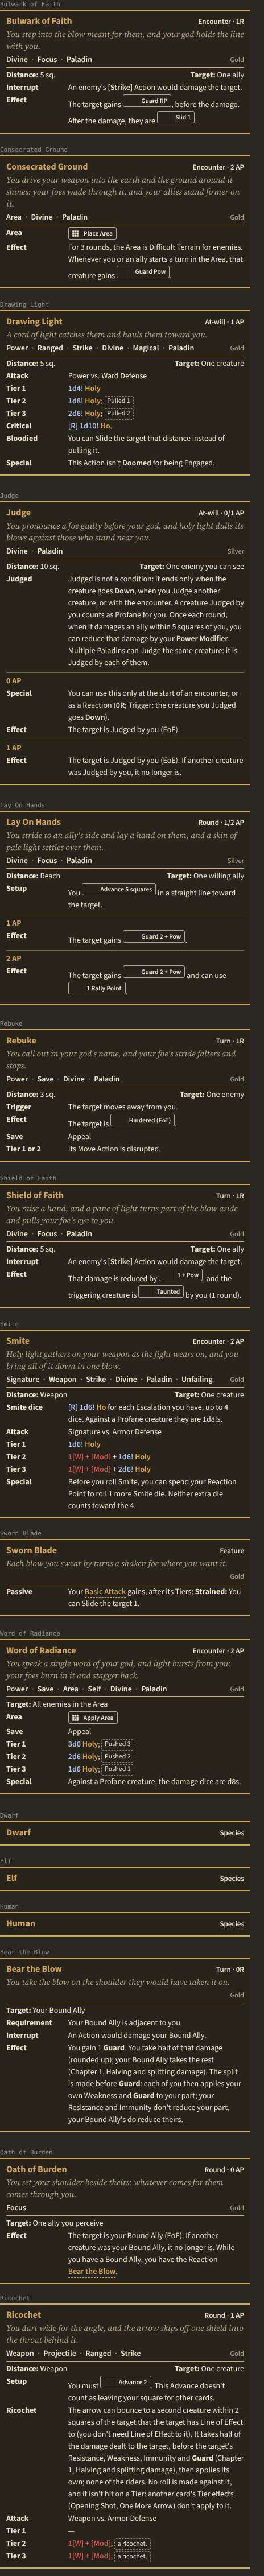 Bulwark of Faith
Bulwark of Faith Encounter · 1R
You step into the blow meant for them, and your god holds the line
with you.
Divine · Focus · Paladin Gold
Distance: 5 sq. Target: One ally
Interrupt An enemy's [Strike] Action would damage the target.
Effect The target gains Guard RP, before the damage.
After the damage, they are Slid 1.
Consecrated Ground
Consecrated Ground Encounter · 2 AP
You drive your weapon into the earth and the ground around it
shines: your foes wade through it, and your allies stand firmer on
it.
Area · Divine · Paladin Gold
Area Place Area
Effect For 3 rounds, the Area is Difficult Terrain for enemies.
Whenever you or an ally starts a turn in the Area, that
creature gains Guard Pow.
Drawing Light
Drawing Light At-will · 1 AP
A cord of light catches them and hauls them toward you.
Power · Ranged · Strike · Divine · Magical · Paladin Gold
Distance: 5 sq. Target: One creature
Attack Power vs. Ward Defense
Tier 1 1d4! Holy
Tier 2 1d8! Holy; Pulled 1
Tier 3 2d6! Holy; Pulled 2
Critical [R] 1d10! Ho.
Bloodied You can Slide the target that distance instead of
pulling it.
Special This Action isn't Doomed for being Engaged.
Judge
Judge At-will · 0/1 AP
You pronounce a foe guilty before your god, and holy light dulls its
blows against those who stand near you.
Divine · Paladin Silver
Distance: 10 sq. Target: One enemy you can see
Judged Judged is not a condition: it ends only when the
creature goes Down, when you Judge another
creature, or with the encounter. A creature Judged by
you counts as Profane for you. Once each round,
when it damages an ally within 5 squares of you, you
can reduce that damage by your Power Modifier.
Multiple Paladins can Judge the same creature: it is
Judged by each of them.
0 AP
Special You can use this only at the start of an encounter, or
as a Reaction (0R; Trigger: the creature you Judged
goes Down).
Effect The target is Judged by you (EoE).
1 AP
Effect The target is Judged by you (EoE). If another creature
was Judged by you, it no longer is.
Lay On Hands
Lay On Hands Round · 1/2 AP
You stride to an ally's side and lay a hand on them, and a skin of
pale light settles over them.
Divine · Focus · Paladin Silver
Distance: Reach Target: One willing ally
Setup You Advance 5 squares in a straight line toward
the target.
1 AP
Effect The target gains Guard 2 + Pow.
2 AP
Effect The target gains Guard 2 + Pow and can use
1 Rally Point.
Rebuke
Rebuke Turn · 1R
You call out in your god's name, and your foe's stride falters and
stops.
Power · Save · Divine · Paladin Gold
Distance: 3 sq. Target: One enemy
Trigger The target moves away from you.
Effect The target is Hindered (EoT).
Save Appeal
Tier 1 or 2 Its Move Action is disrupted.
Shield of Faith
Shield of Faith Turn · 1R
You raise a hand, and a pane of light turns part of the blow aside
and pulls your foe's eye to you.
Divine · Focus · Paladin Gold
Distance: 5 sq. Target: One ally
Interrupt An enemy's [Strike] Action would damage the target.
Effect That damage is reduced by 1 + Pow, and the
triggering creature is Taunted by you (1 round).
Smite
Smite Encounter · 2 AP
Holy light gathers on your weapon as the fight wears on, and you
bring all of it down in one blow.
Signature · Weapon · Strike · Divine · Paladin · Unfailing Gold
Distance: Weapon Target: One creature
Smite dice [R] 1d6! Ho for each Escalation you have, up to 4
dice. Against a Profane creature they are 1d8!s.
Attack Signature vs. Armor Defense
Tier 1 1d6! Holy
Tier 2 1[W] + [Mod] + 1d6! Holy
Tier 3 1[W] + [Mod] + 2d6! Holy
Special Before you roll Smite, you can spend your Reaction
Point to roll 1 more Smite die. Neither extra die
counts toward the 4.
Sworn Blade
Sworn Blade Feature
Each blow you swear by turns a shaken foe where you want it.
Gold
Passive Your Basic Attack gains, after its Tiers: Strained: You
can Slide the target 1.
Word of Radiance
Word of Radiance Encounter · 2 AP
You speak a single word of your god, and light bursts from you:
your foes burn in it and stagger back.
Power · Save · Area · Self · Divine · Paladin Gold
Target: All enemies in the Area
Area Apply Area
Save Appeal
Tier 1 3d6 Holy; Pushed 3
Tier 2 2d6 Holy; Pushed 2
Tier 3 1d6 Holy; Pushed 1
Special Against a Profane creature, the damage dice are d8s.
Dwarf
Dwarf Species
Elf
Elf Species
Human
Human Species
Bear the Blow
Bear the Blow Turn · 0R
You take the blow on the shoulder they would have taken it on.
Gold
Target: Your Bound Ally
Requirement Your Bound Ally is adjacent to you.
Interrupt An Action would damage your Bound Ally.
Effect You gain 1 Guard. You take half of that damage
(rounded up); your Bound Ally takes the rest
(Chapter 1, Halving and splitting damage). The split
is made before Guard: each of you then applies your
own Weakness and Guard to your part; your
Resistance and Immunity don't reduce your part,
your Bound Ally's do reduce theirs.
Oath of Burden
Oath of Burden Round · 0 AP
You set your shoulder beside theirs: whatever comes for them
comes through you.
Focus Gold
Target: One ally you perceive
Effect The target is your Bound Ally (EoE). If another
creature was your Bound Ally, it no longer is. While
you have a Bound Ally, you have the Reaction
Bear the Blow.
Ricochet
Ricochet Round · 1 AP
You dart wide for the angle, and the arrow skips off one shield into
the throat behind it.
Weapon · Projectile · Ranged · Strike Gold
Distance: Weapon Target: One creature
Setup You must Advance 2. This Advance doesn't
count as leaving your square for other cards.
Ricochet The arrow can bounce to a second creature within 2
squares of the target that the target has Line of Effect
to (you don't need Line of Effect to it). It takes half of
the damage dealt to the target, before the target's
Resistance, Weakness, Immunity and Guard (Chapter
1, Halving and splitting damage), then applies its
own; none of the riders. No roll is made against it,
and it isn't hit on a Tier: another card's Tier effects
(Opening Shot, One More Arrow) don't apply to it.
Attack Weapon vs. Armor Defense
Tier 1 —
Tier 2 1[W] + [Mod]; a ricochet.
Tier 3 1[W] + [Mod]; a ricochet.